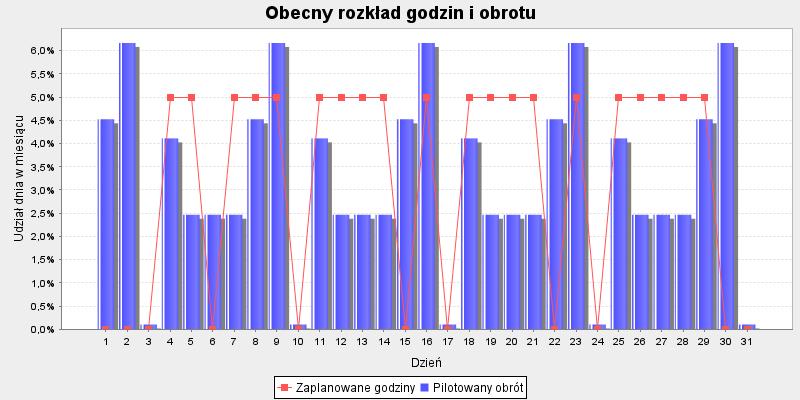 Obecny rozkład godzin i obrotu
Udział dnia w miesiącu
6,0%
5,5%
5,0%
4,5%
4,0%
3,5%
3,0%
2,5%
2,0%
1,5%
1,0%
0,5%
0,0%
1 2 3 4 5 6 7 8 9 10 11 12 13 14 15 16 17 18 19 20 21 22 23 24 25 26 27 28 29 30 31
Dzień
Zaplanowane godziny Pilotowany obrót